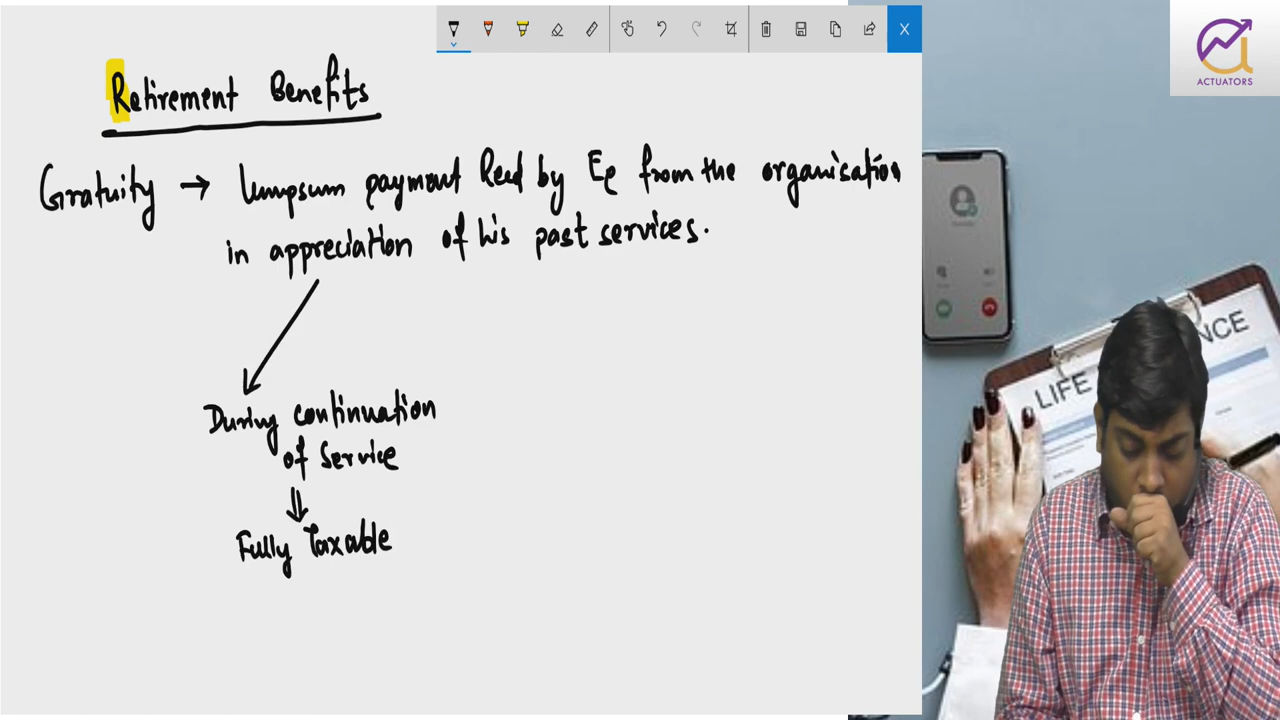 Retirement Benefits
Gratuity → lumpsum payment Recd by Ee from the organisation
in appreciation of his past services.
During continuation
of Service
Fully Taxable
ACTUATORS
LIFE
NCE